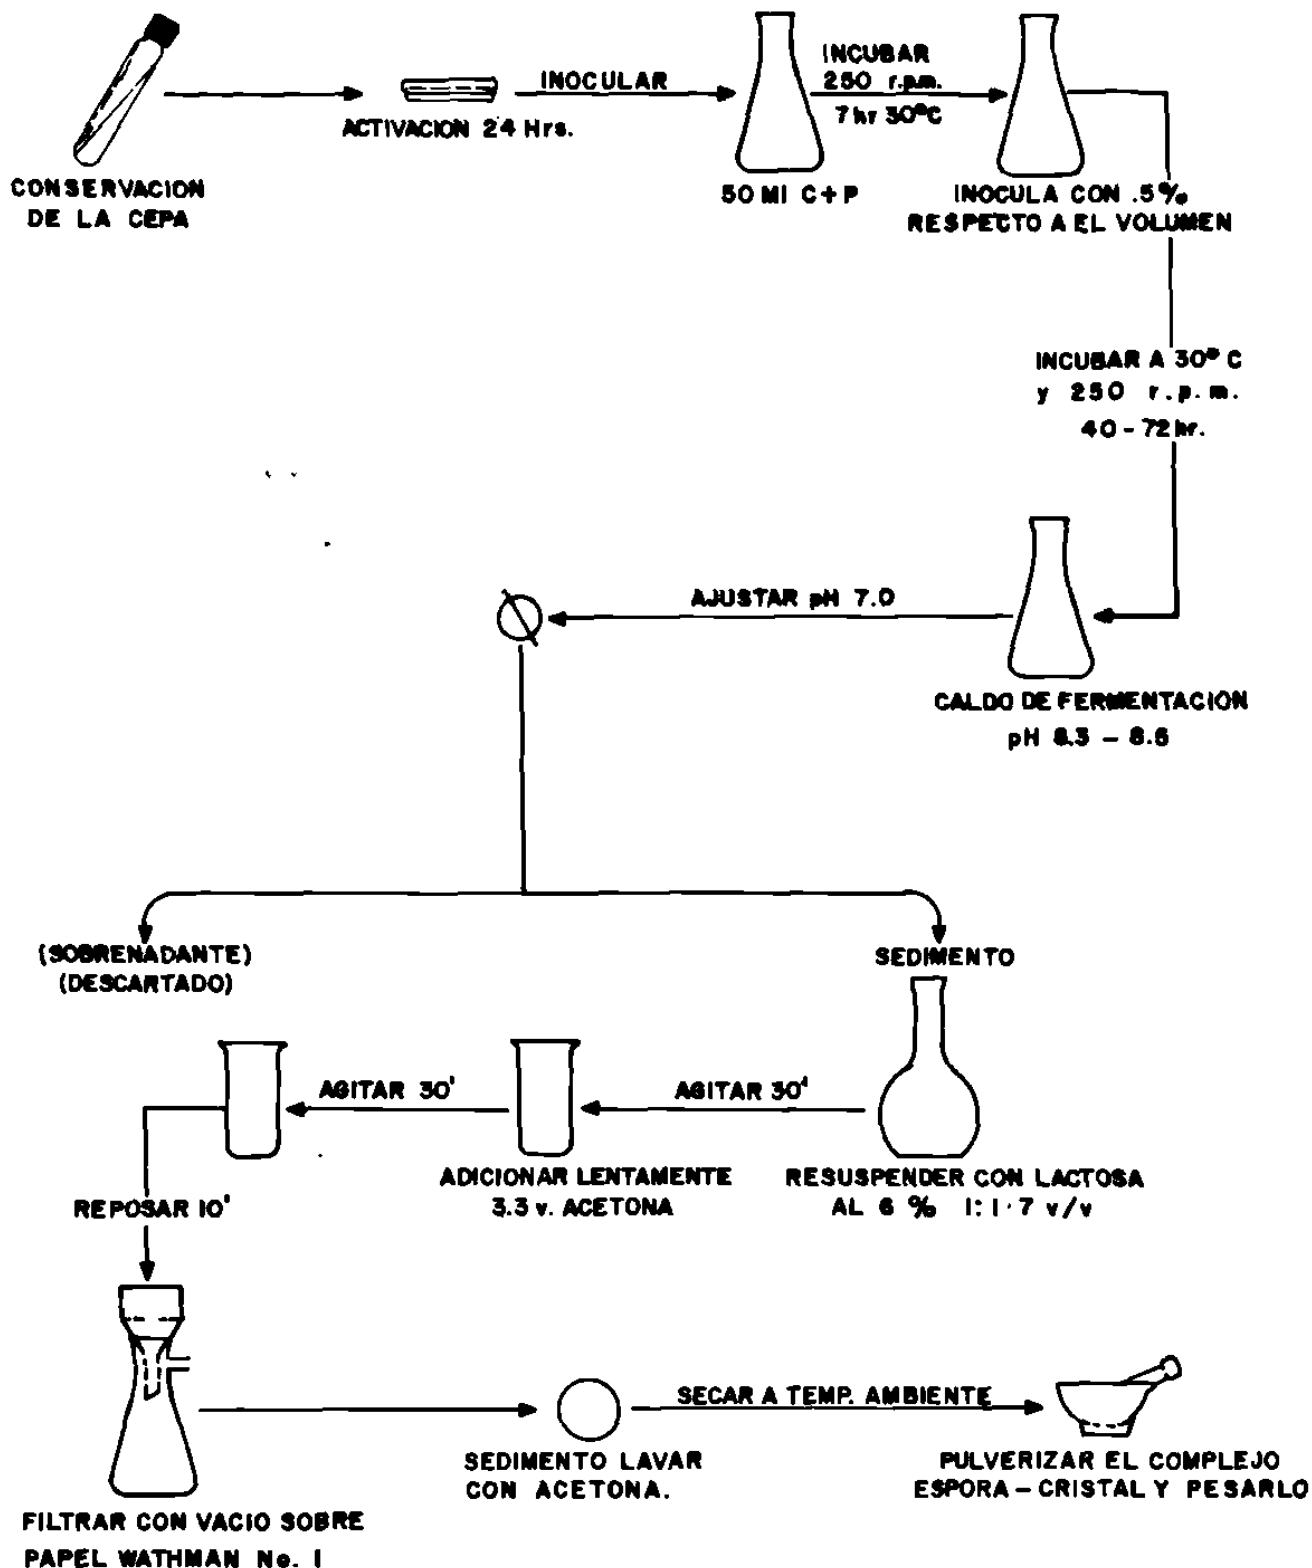 CONSERVACION
DE LA CEPA
ACTIVACION 24 Hrs.
INOCULAR
50 Ml C+P
INCUBAR
250 r.p.m.
7 hr 30°C
INOCULA CON .5%
RESPECTO A EL VOLUMEN
INCUBAR A 30° C
y 250 r.p.m.
40-72 hr.
CALDO DE FERMENTACION
pH 8.3 - 8.5
AJUSTAR pH 7.0
(SOBRENADANTE)
(DESCARTADO)
SEDIMENTO
RESUSPENDER CON LACTOSA
AL 6 % 1:1.7 v/v
AGITAR 30'
ADICIONAR LENTAMENTE
3.3 v. ACETONA
AGITAR 30'
REPOSAR 10'
FILTRAR CON VACIO SOBRE
PAPEL WATHMAN No. 1
SEDIMENTO LAVAR
CON ACETONA.
SECAR A TEMP. AMBIENTE
PULVERIZAR EL COMPLEJO
ESPORA-CRISTAL Y PESARLO